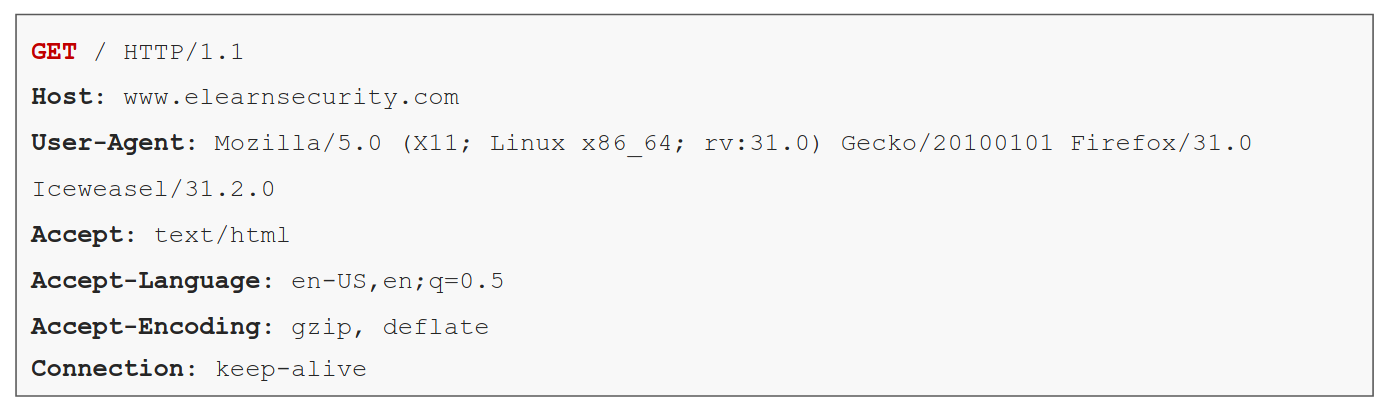 GET / HTTP/1.1
Host: www.elearnsecurity.com
User-Agent: Mozilla/5.0 (X11; Linux x86_64; rv:31.0) Gecko/20100101 Firefox/31.0
Iceweasel/31.2.0
Accept: text/html
Accept-Language: en-US,en;q=0.5
Accept-Encoding: gzip, deflate
Connection: keep-alive